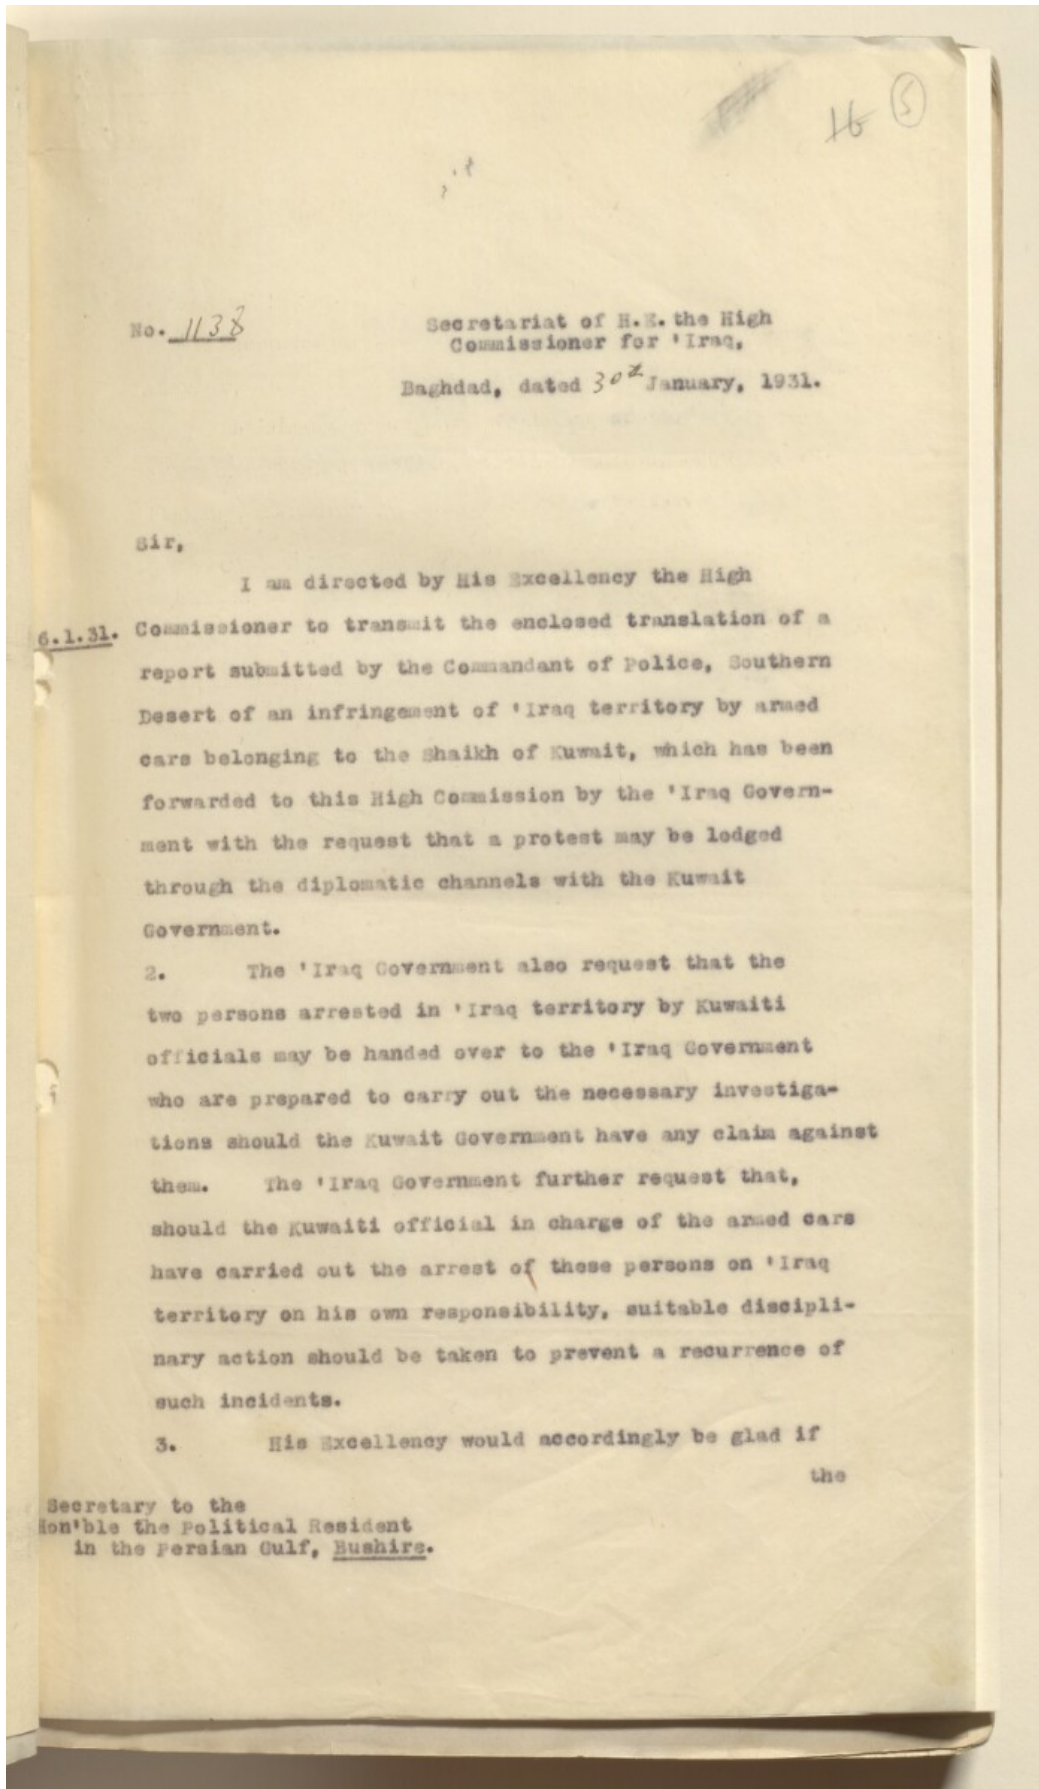 16 5
No. 1138
Secretariat of H.E. the High
Commissioner for 'Iraq,
Baghdad, dated 30th January, 1931.
Sir,
I am directed by His Excellency the High
6.1.31. Commissioner to transmit the enclosed translation of a
report submitted by the Commandant of Police, Southern
Desert of an infringement of 'Iraq territory by armed
cars belonging to the Shaikh of Kuwait, which has been
forwarded to this High Commission by the 'Iraq Govern-
ment with the request that a protest may be lodged
through the diplomatic channels with the Kuwait
Government.
2. The 'Iraq Government also request that the
two persons arrested in 'Iraq territory by Kuwaiti
officials may be handed over to the 'Iraq Government
who are prepared to carry out the necessary investiga-
tions should the Kuwait Government have any claim against
them. The 'Iraq Government further request that,
should the Kuwaiti official in charge of the armed cars
have carried out the arrest of these persons on 'Iraq
territory on his own responsibility, suitable discipli-
nary action should be taken to prevent a recurrence of
such incidents.
3. His Excellency would accordingly be glad if
the
Secretary to the
Hon'ble the Political Resident
in the Persian Gulf, Bushire.